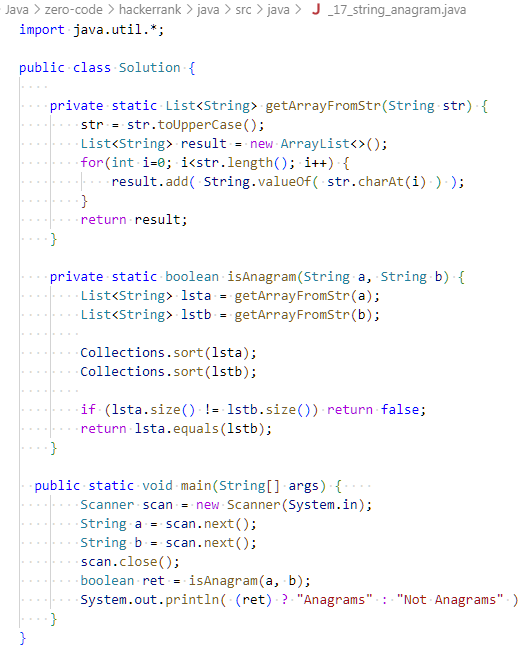 Java > zero-code > hackerrank > java > src > java > J _17_string_anagram.java
import java.util.*;

public class Solution {

    private static List<String> getArrayFromStr(String str) {
        str = str.toUpperCase();
        List<String> result = new ArrayList<>();
        for(int i=0; i<str.length(); i++) {
            result.add( String.valueOf( str.charAt(i) ) );
        }
        return result;
    }

    private static boolean isAnagram(String a, String b) {
        List<String> lsta = getArrayFromStr(a);
        List<String> lstb = getArrayFromStr(b);

        Collections.sort(lsta);
        Collections.sort(lstb);

        if (lsta.size() != lstb.size()) return false;
        return lsta.equals(lstb);
    }

  public static void main(String[] args) {
        Scanner scan = new Scanner(System.in);
        String a = scan.next();
        String b = scan.next();
        scan.close();
        boolean ret = isAnagram(a, b);
        System.out.println( (ret) ? "Anagrams" : "Not Anagrams" )
    }
}